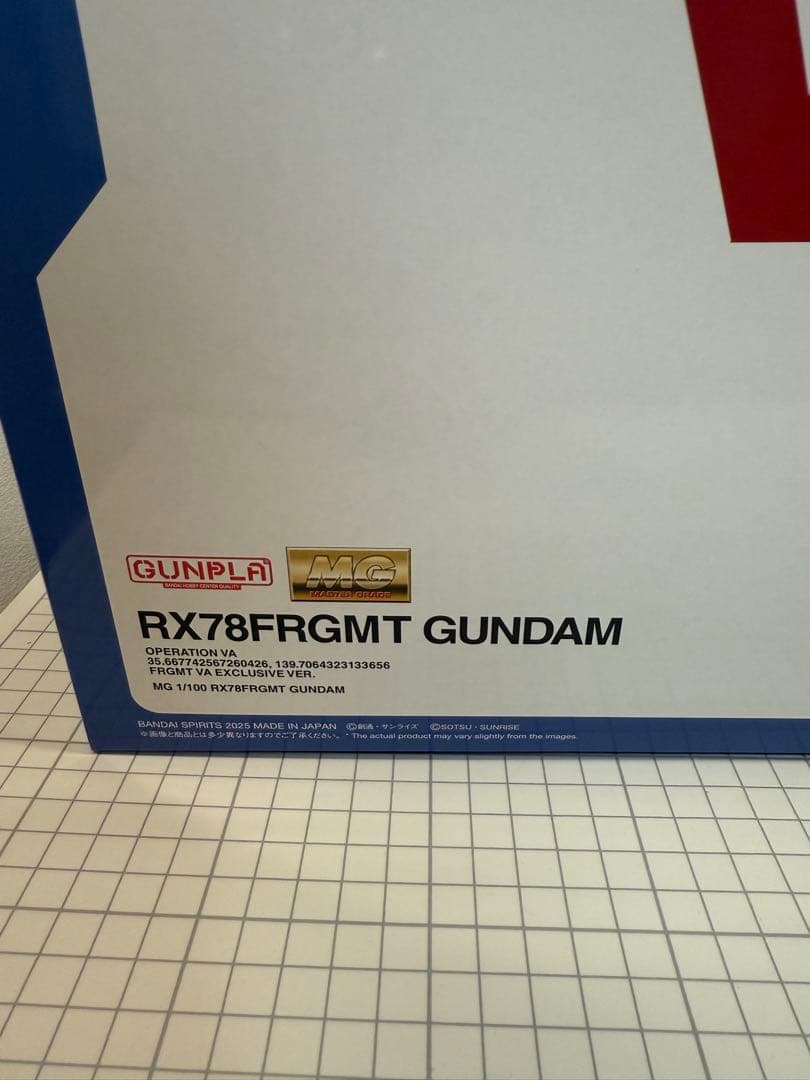 GUNPLA
BANDAI HOBBY CENTER QUALITY
MG
MASTER GRADE
RX78FRGMT GUNDAM
OPERATION VA
35.667742567260426, 139.7064323133656
FRGMT VA EXCLUSIVE VER.
MG 1/100 RX78FRGMT GUNDAM
BANDAI SPIRITS 2025 MADE IN JAPAN ©創通・サンライズ ©SOTSU・SUNRISE
※画像と商品とは多少異なりますのでご了承ください。* The actual product may vary slightly from the images.